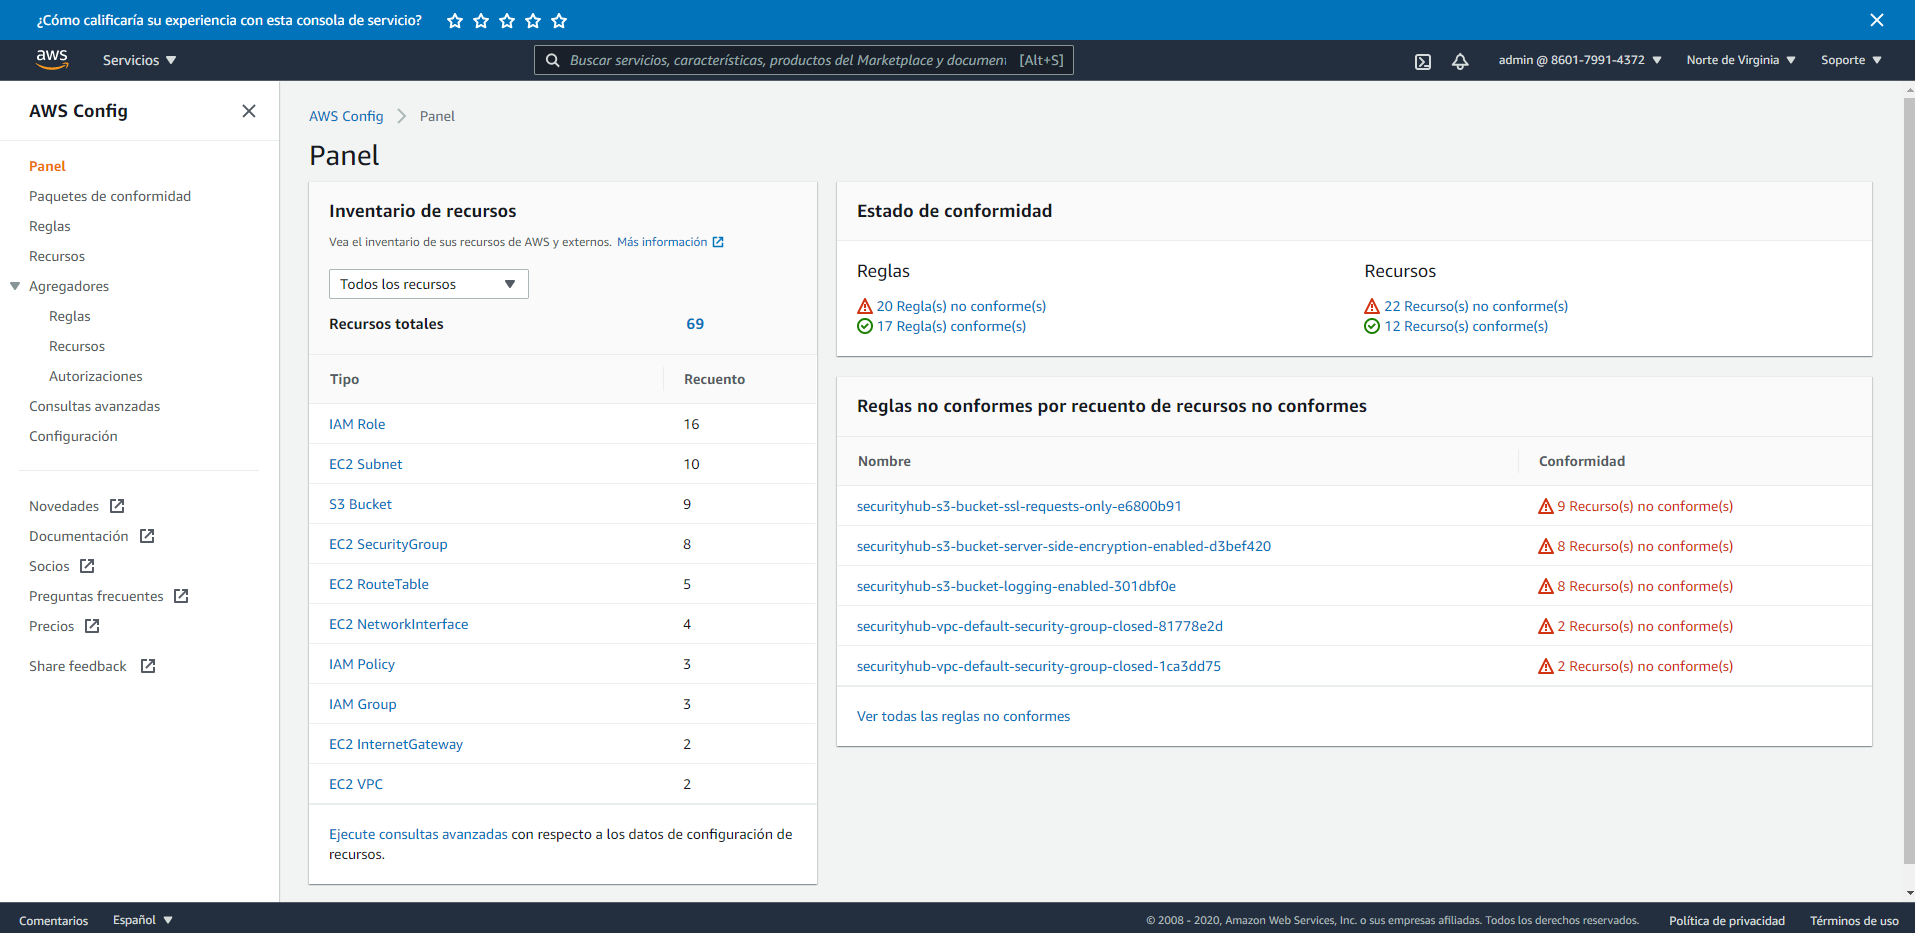 ¿Cómo calificaría su experiencia con esta consola de servicio?
aws
Servicios
Buscar servicios, características, productos del Marketplace y document [Alt+S]
admin @ 8601-7991-4372
Norte de Virginia
Soporte
AWS Config
Panel
Paquetes de conformidad
Reglas
Recursos
Agregadores
Reglas
Recursos
Autorizaciones
Consultas avanzadas
Configuración
Novedades
Documentación
Socios
Preguntas frecuentes
Precios
Share feedback
AWS Config > Panel
Panel
Inventario de recursos
Vea el inventario de sus recursos de AWS y externos. Más información
Todos los recursos
Recursos totales 69
Tipo Recuento
IAM Role 16
EC2 Subnet 10
S3 Bucket 9
EC2 SecurityGroup 8
EC2 RouteTable 5
EC2 NetworkInterface 4
IAM Policy 3
IAM Group 3
EC2 InternetGateway 2
EC2 VPC 2
Ejecute consultas avanzadas con respecto a los datos de configuración de
recursos.
Estado de conformidad
Reglas
20 Regla(s) no conforme(s)
17 Regla(s) conforme(s)
Recursos
22 Recurso(s) no conforme(s)
12 Recurso(s) conforme(s)
Reglas no conformes por recuento de recursos no conformes
Nombre Conformidad
securityhub-s3-bucket-ssl-requests-only-e6800b91 9 Recurso(s) no conforme(s)
securityhub-s3-bucket-server-side-encryption-enabled-d3bef420 8 Recurso(s) no conforme(s)
securityhub-s3-bucket-logging-enabled-301dbf0e 8 Recurso(s) no conforme(s)
securityhub-vpc-default-security-group-closed-81778e2d 2 Recurso(s) no conforme(s)
securityhub-vpc-default-security-group-closed-1ca3dd75 2 Recurso(s) no conforme(s)
Ver todas las reglas no conformes
Comentarios
Español
© 2008 - 2020, Amazon Web Services, Inc. o sus empresas afiliadas. Todos los derechos reservados.
Política de privacidad
Términos de uso